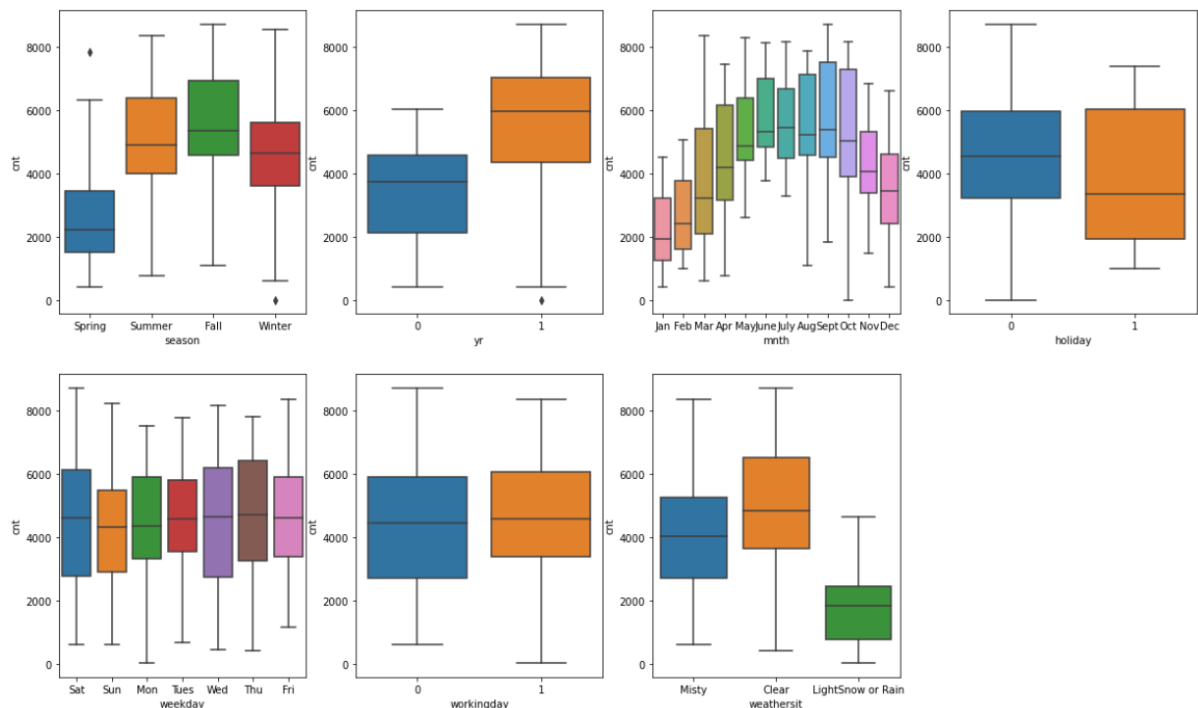 8000
6000
4000
2000
0
cnt
Spring Summer Fall Winter
season
8000
6000
4000
2000
0
cnt
0 1
yr
8000
6000
4000
2000
0
cnt
Jan Feb Mar Apr May June July Aug Sept Oct Nov Dec
mnth
8000
6000
4000
2000
0
cnt
0 1
holiday
8000
6000
4000
2000
0
cnt
Sat Sun Mon Tues Wed Thu Fri
weekday
8000
6000
4000
2000
0
cnt
0 1
workingday
8000
6000
4000
2000
0
cnt
Misty Clear LightSnow or Rain
weathersit